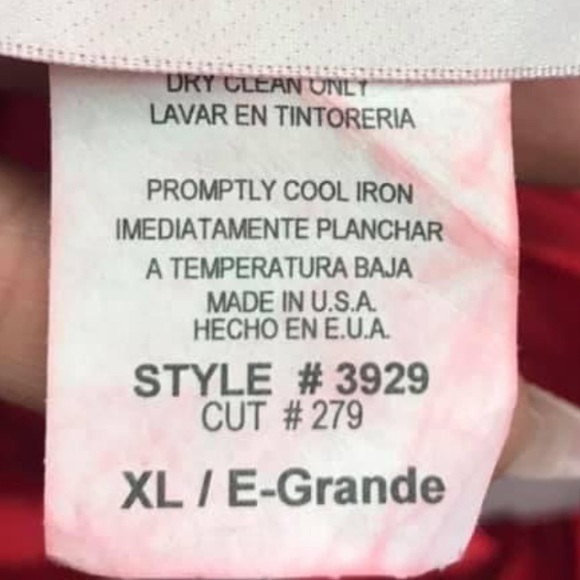 DRY CLEAN ONLY
LAVAR EN TINTORERIA
PROMPTLY COOL IRON
IMEDIATAMENTE PLANCHAR
A TEMPERATURA BAJA
MADE IN U.S.A.
HECHO EN E.U.A.
STYLE # 3929
CUT # 279
XL / E-Grande